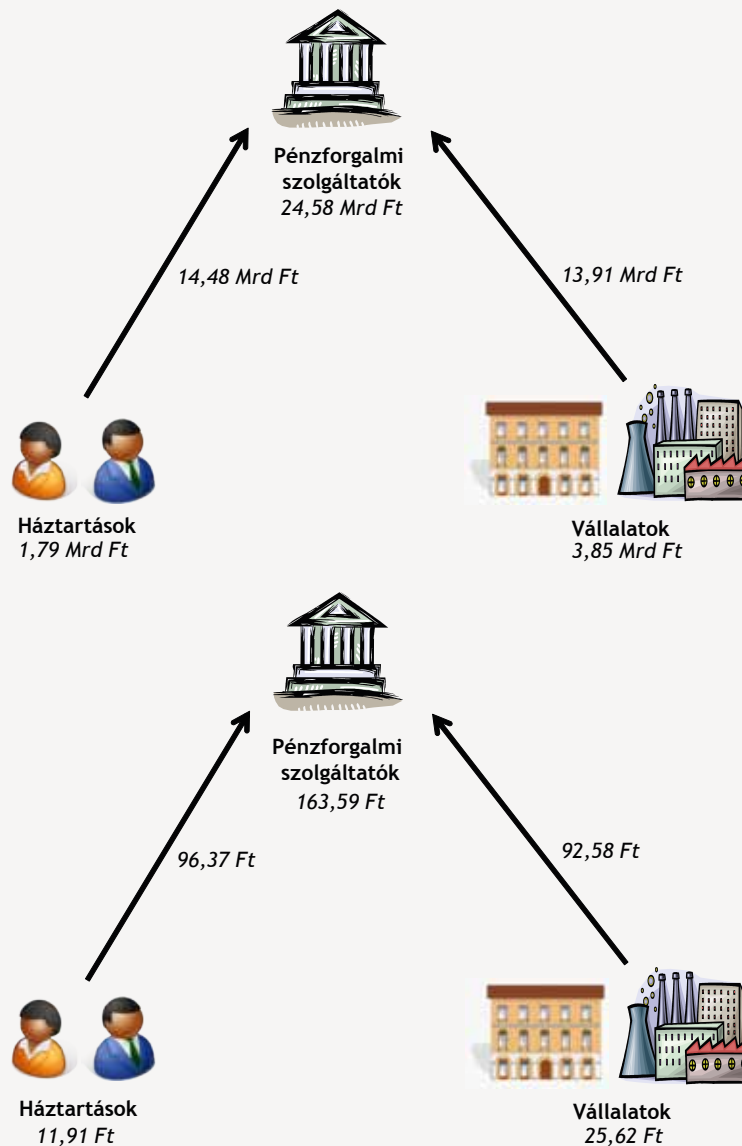 Pénzforgalmi
szolgáltatók
24,58 Mrd Ft
14,48 Mrd Ft
13,91 Mrd Ft
Háztartások
1,79 Mrd Ft
Vállalatok
3,85 Mrd Ft
Pénzforgalmi
szolgáltatók
163,59 Ft
96,37 Ft
92,58 Ft
Háztartások
11,91 Ft
Vállalatok
25,62 Ft